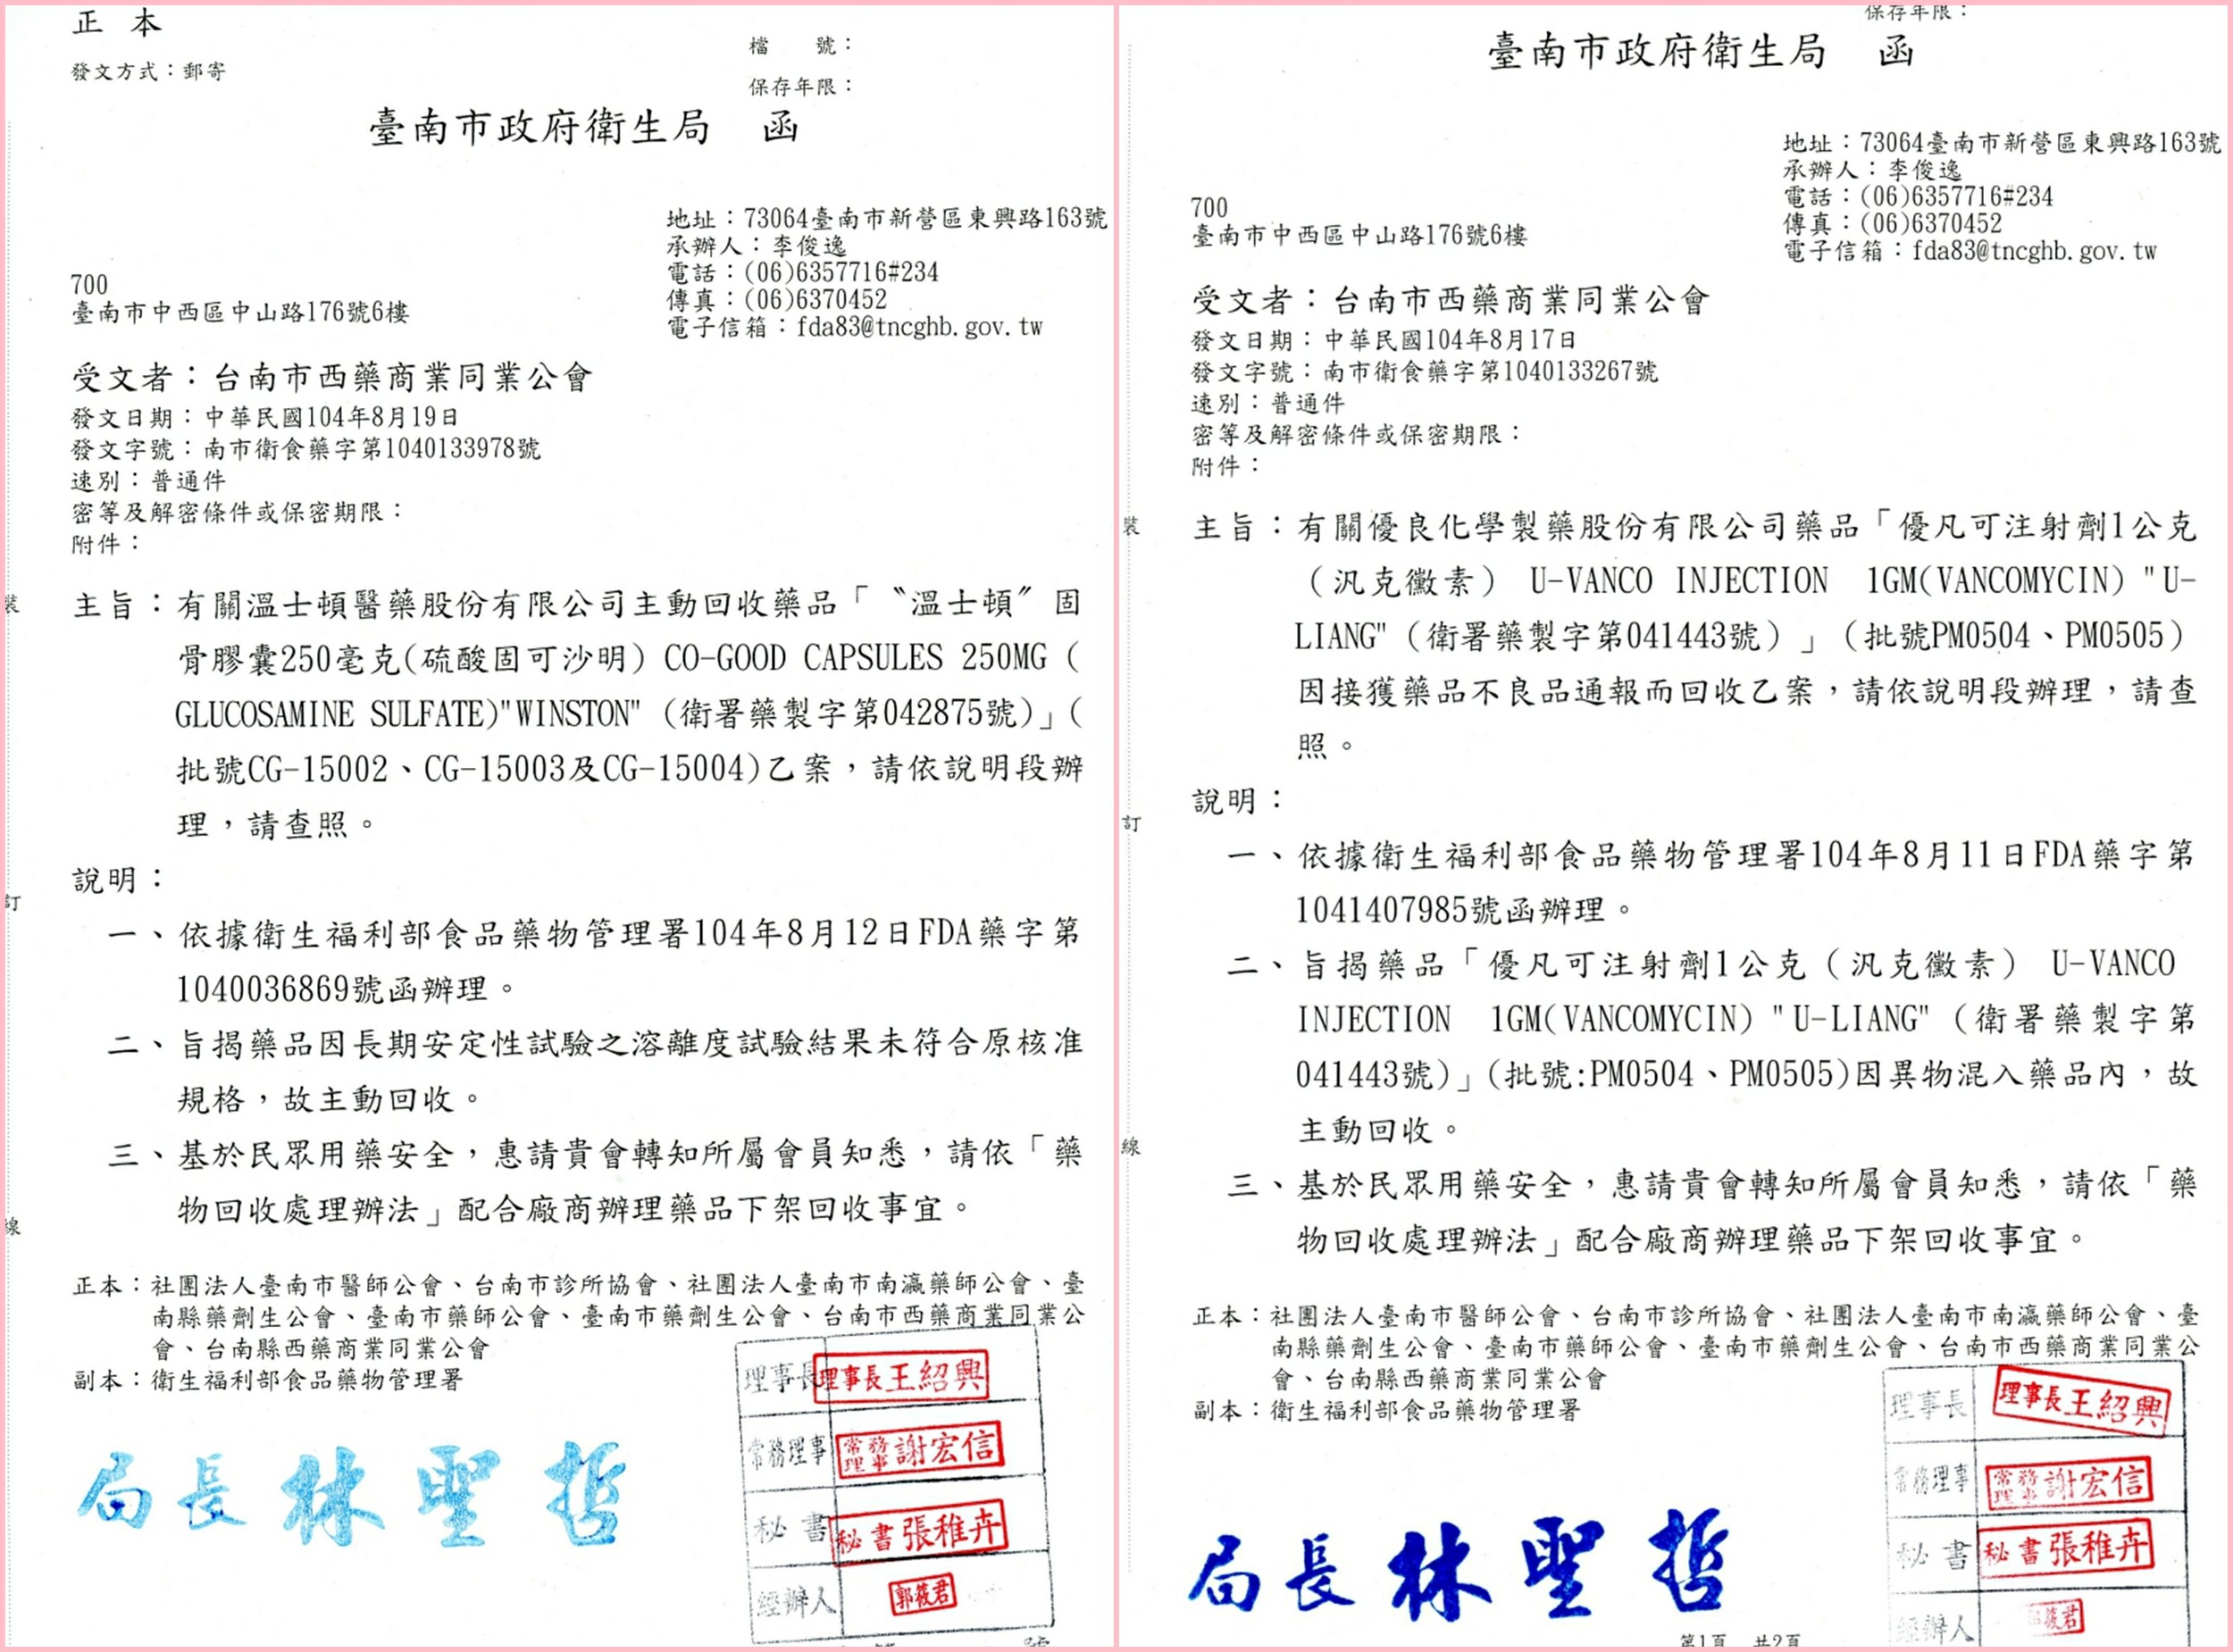 正 本
發文方式：郵寄
檔　　號：
保存年限：
臺南市政府衛生局　函
地址：73064臺南市新營區東興路163號
承辦人：李俊逸
電話：(06)6357716#234
傳真：(06)6370452
電子信箱：fda83@tncghb.gov.tw
700
臺南市中西區中山路176號6樓
受文者：台南市西藥商業同業公會
發文日期：中華民國104年8月19日
發文字號：南市衛食藥字第1040133978號
速別：普通件
密等及解密條件或保密期限：
附件：
主旨：有關溫士頓醫藥股份有限公司主動回收藥品「〝溫士頓〞固
骨膠囊250毫克(硫酸固可沙明) CO-GOOD CAPSULES 250MG (
GLUCOSAMINE SULFATE)"WINSTON" (衛署藥製字第042875號)」(
批號CG-15002、CG-15003及CG-15004)乙案，請依說明段辦
理，請查照。
說明：
一、依據衛生福利部食品藥物管理署104年8月12日FDA藥字第
1040036869號函辦理。
二、旨揭藥品因長期安定性試驗之溶離度試驗結果未符合原核准
規格，故主動回收。
三、基於民眾用藥安全，惠請貴會轉知所屬會員知悉，請依「藥
物回收處理辦法」配合廠商辦理藥品下架回收事宜。
正本：社團法人臺南市醫師公會、台南市診所協會、社團法人臺南市南瀛藥師公會、臺
南縣藥劑生公會、臺南市藥師公會、臺南市藥劑生公會、台南市西藥商業同業公
會、台南縣西藥商業同業公會
副本：衛生福利部食品藥物管理署
理事長 理事長王紹興
常務理事 常務理事謝宏信
秘書 秘書張稚卉
經辦人 郭筱君
局長林聖哲
裝
訂
線
保存年限：
臺南市政府衛生局　函
地址：73064臺南市新營區東興路163號
承辦人：李俊逸
電話：(06)6357716#234
傳真：(06)6370452
電子信箱：fda83@tncghb.gov.tw
700
臺南市中西區中山路176號6樓
受文者：台南市西藥商業同業公會
發文日期：中華民國104年8月17日
發文字號：南市衛食藥字第1040133267號
速別：普通件
密等及解密條件或保密期限：
附件：
主旨：有關優良化學製藥股份有限公司藥品「優凡可注射劑1公克
（汎克黴素） U-VANCO INJECTION 1GM(VANCOMYCIN) "U-
LIANG"（衛署藥製字第041443號）」（批號PM0504、PM0505）
因接獲藥品不良品通報而回收乙案，請依說明段辦理，請查
照。
說明：
一、依據衛生福利部食品藥物管理署104年8月11日FDA藥字第
1041407985號函辦理。
二、旨揭藥品「優凡可注射劑1公克（汎克黴素） U-VANCO
INJECTION 1GM(VANCOMYCIN) "U-LIANG"（衛署藥製字第
041443號)」(批號:PM0504、PM0505)因異物混入藥品內，故
主動回收。
三、基於民眾用藥安全，惠請貴會轉知所屬會員知悉，請依「藥
物回收處理辦法」配合廠商辦理藥品下架回收事宜。
正本：社團法人臺南市醫師公會、台南市診所協會、社團法人臺南市南瀛藥師公會、臺
南縣藥劑生公會、臺南市藥師公會、臺南市藥劑生公會、台南市西藥商業同業公
會、台南縣西藥商業同業公會
副本：衛生福利部食品藥物管理署
理事長 理事長王紹興
常務理事 常務理事謝宏信
秘書 秘書張稚卉
經辦人 郭筱君
局長林聖哲
第1頁 共2頁
裝
訂
線